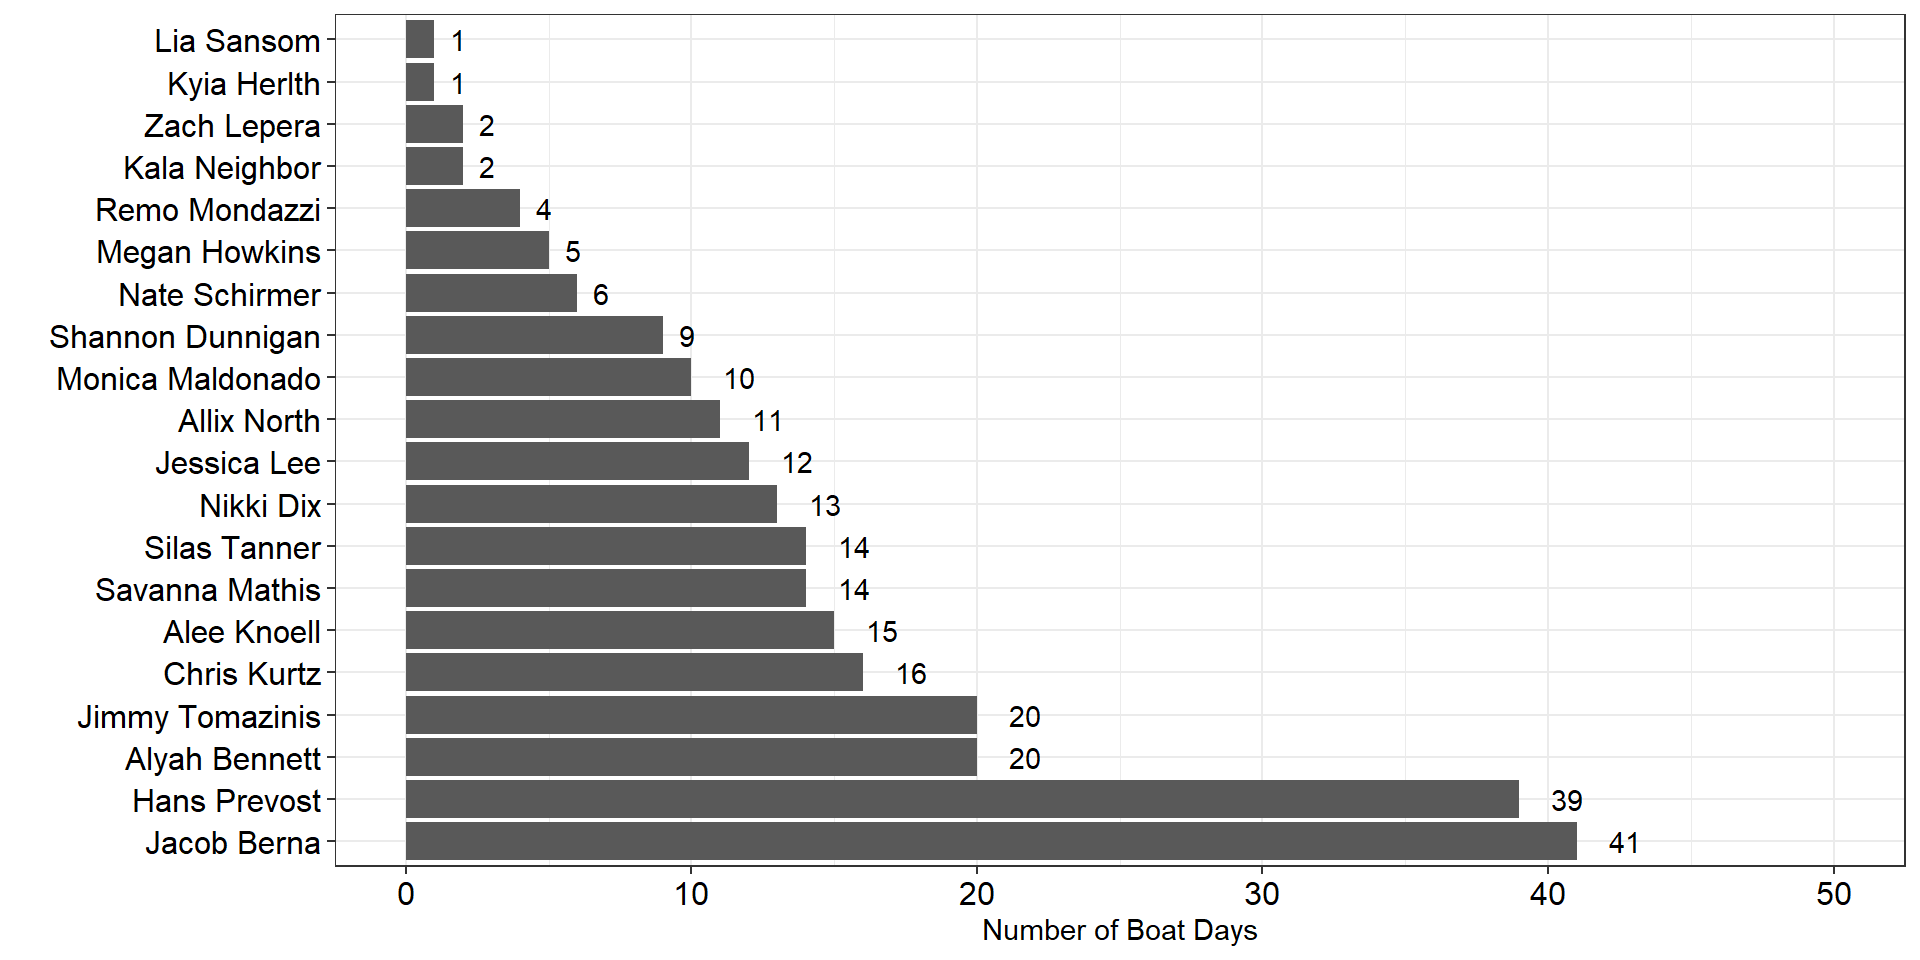 Lia Sansom 1
Kyia Herlth 1
Zach Lepera 2
Kala Neighbor 2
Remo Mondazzi 4
Megan Howkins 5
Nate Schirmer 6
Shannon Dunnigan 9
Monica Maldonado 10
Allix North 11
Jessica Lee 12
Nikki Dix 13
Silas Tanner 14
Savanna Mathis 14
Alee Knoell 15
Chris Kurtz 16
Jimmy Tomazinis 20
Alyah Bennett 20
Hans Prevost 39
Jacob Berna 41
0 10 20 30 40 50
Number of Boat Days